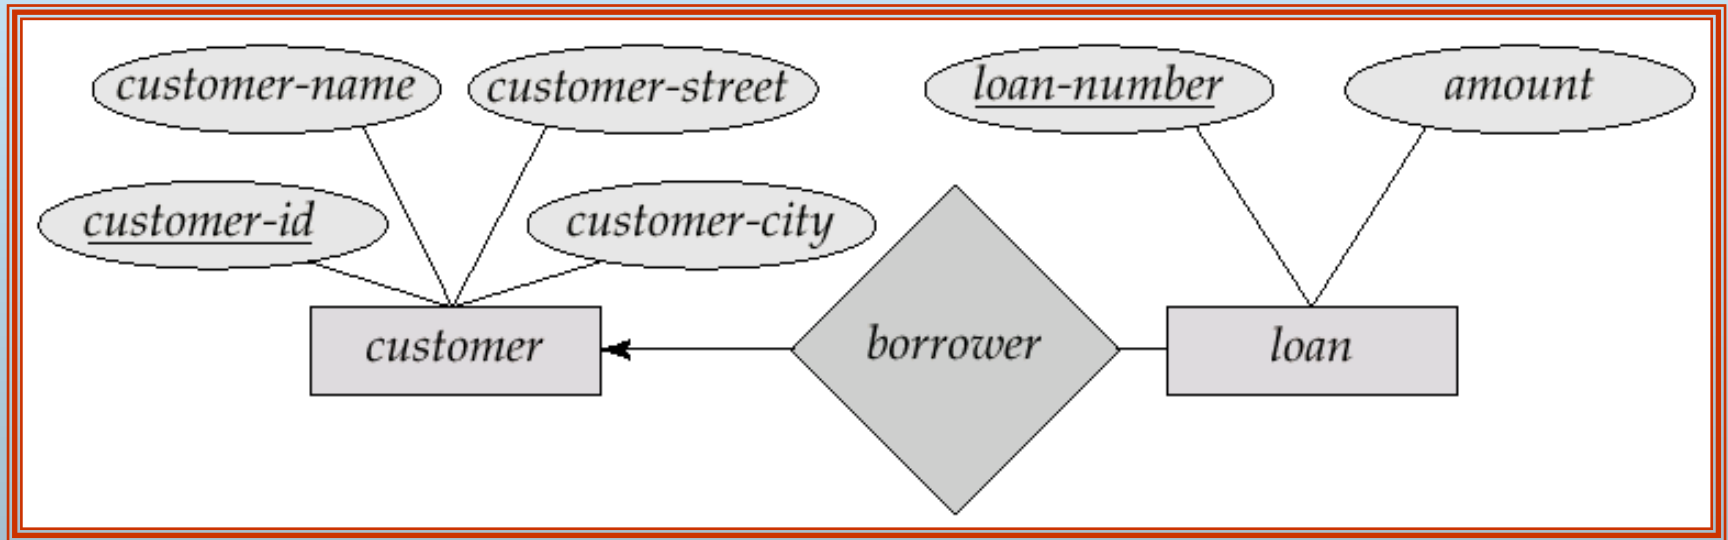 customer-name
customer-street
loan-number
amount
customer-id
customer-city
customer
borrower
loan